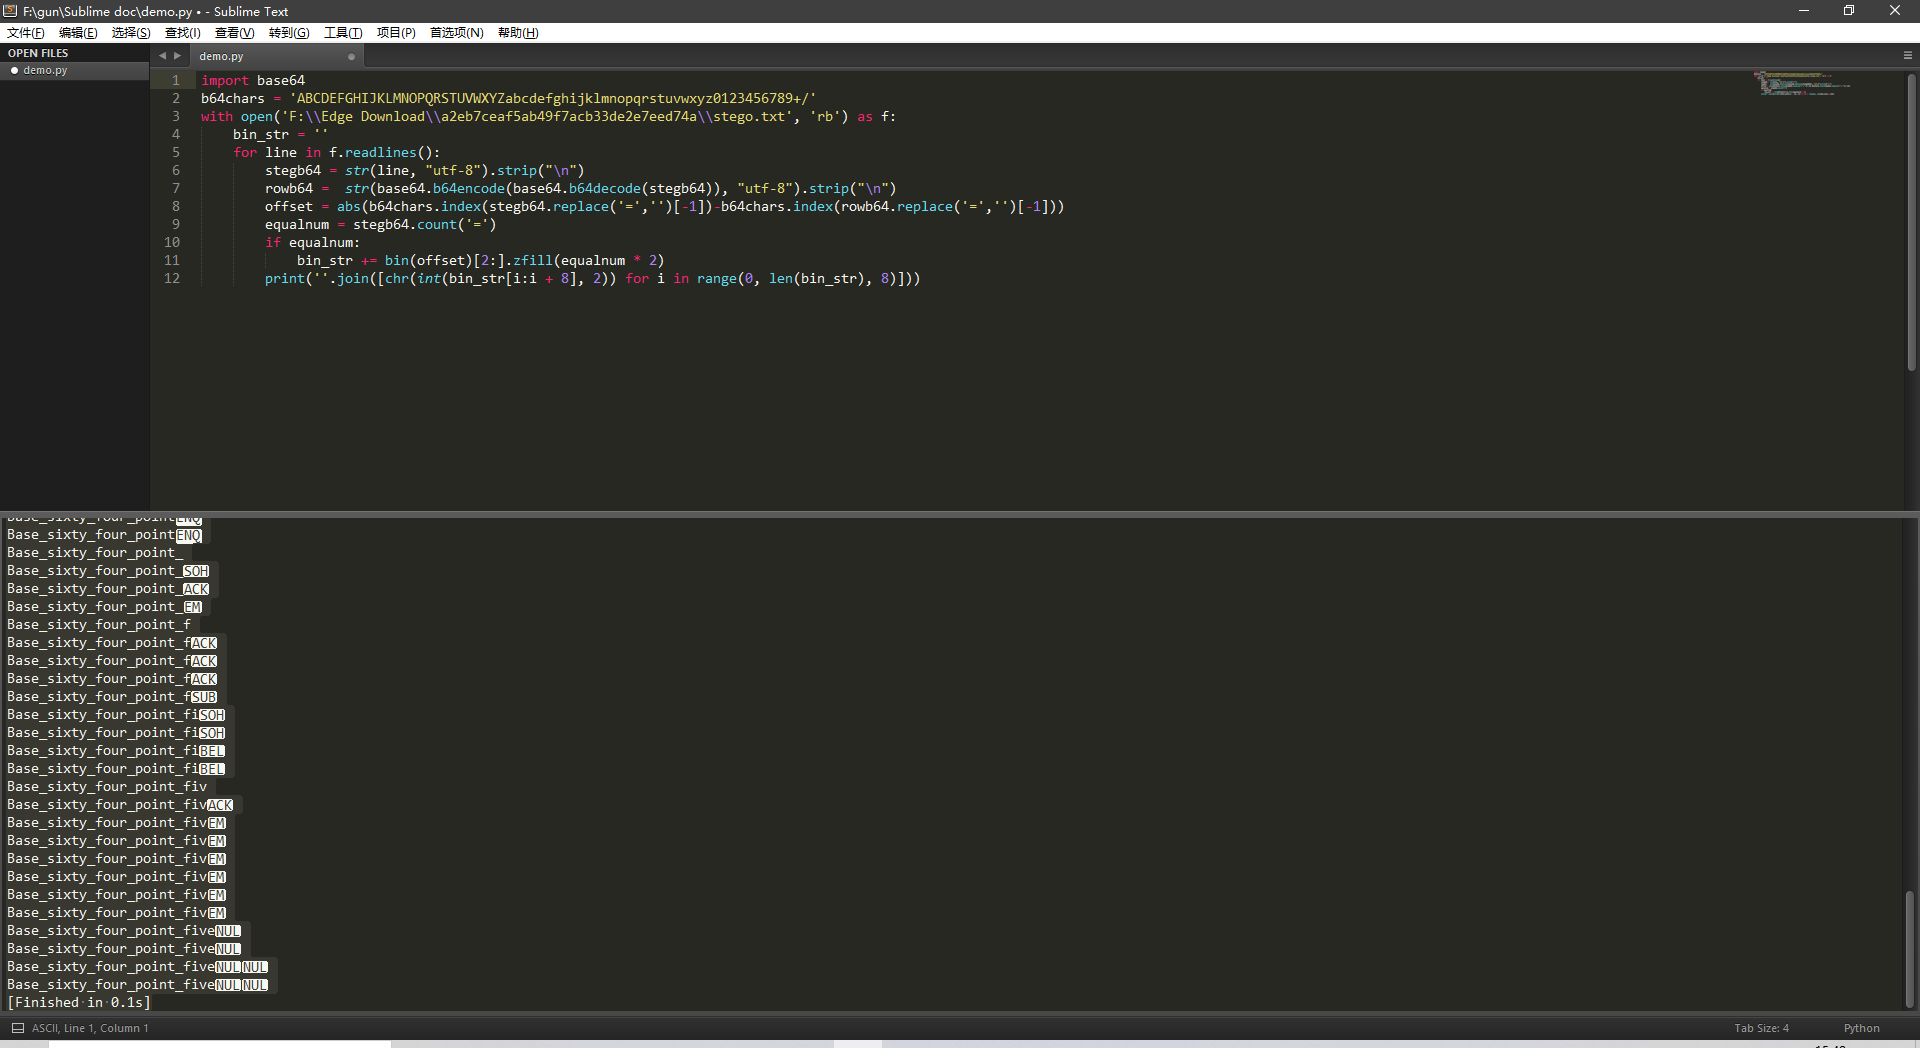 F:\gun\Sublime doc\demo.py • - Sublime Text
文件(F) 编辑(E) 选择(S) 查找(I) 查看(V) 转到(G) 工具(T) 项目(P) 首选项(N) 帮助(H)
OPEN FILES
demo.py
demo.py
1 import base64
2 b64chars = 'ABCDEFGHIJKLMNOPQRSTUVWXYZabcdefghijklmnopqrstuvwxyz0123456789+/'
3 with open('F:\\Edge Download\\a2eb7ceaf5ab49f7acb33de2e7eed74a\\stego.txt', 'rb') as f:
4     bin_str = ''
5     for line in f.readlines():
6         stegb64 = str(line, "utf-8").strip("\n")
7         rowb64 =  str(base64.b64encode(base64.b64decode(stegb64)), "utf-8").strip("\n")
8         offset = abs(b64chars.index(stegb64.replace('=','')[-1])-b64chars.index(rowb64.replace('=','')[-1]))
9         equalnum = stegb64.count('=')
10         if equalnum:
11             bin_str += bin(offset)[2:].zfill(equalnum * 2)
12         print(''.join([chr(int(bin_str[i:i + 8], 2)) for i in range(0, len(bin_str), 8)]))
Base_sixty_four_pointENQ
Base_sixty_four_pointENQ
Base_sixty_four_point_
Base_sixty_four_point_SOH
Base_sixty_four_point_ACK
Base_sixty_four_point_EM
Base_sixty_four_point_f
Base_sixty_four_point_fACK
Base_sixty_four_point_fACK
Base_sixty_four_point_fACK
Base_sixty_four_point_fSUB
Base_sixty_four_point_fiSOH
Base_sixty_four_point_fiSOH
Base_sixty_four_point_fiBEL
Base_sixty_four_point_fiBEL
Base_sixty_four_point_fiv
Base_sixty_four_point_fivACK
Base_sixty_four_point_fivEM
Base_sixty_four_point_fivEM
Base_sixty_four_point_fivEM
Base_sixty_four_point_fivEM
Base_sixty_four_point_fivEM
Base_sixty_four_point_fivEM
Base_sixty_four_point_fiveNUL
Base_sixty_four_point_fiveNUL
Base_sixty_four_point_fiveNULNUL
Base_sixty_four_point_fiveNULNUL
[Finished in 0.1s]
ASCII, Line 1, Column 1
Tab Size: 4
Python